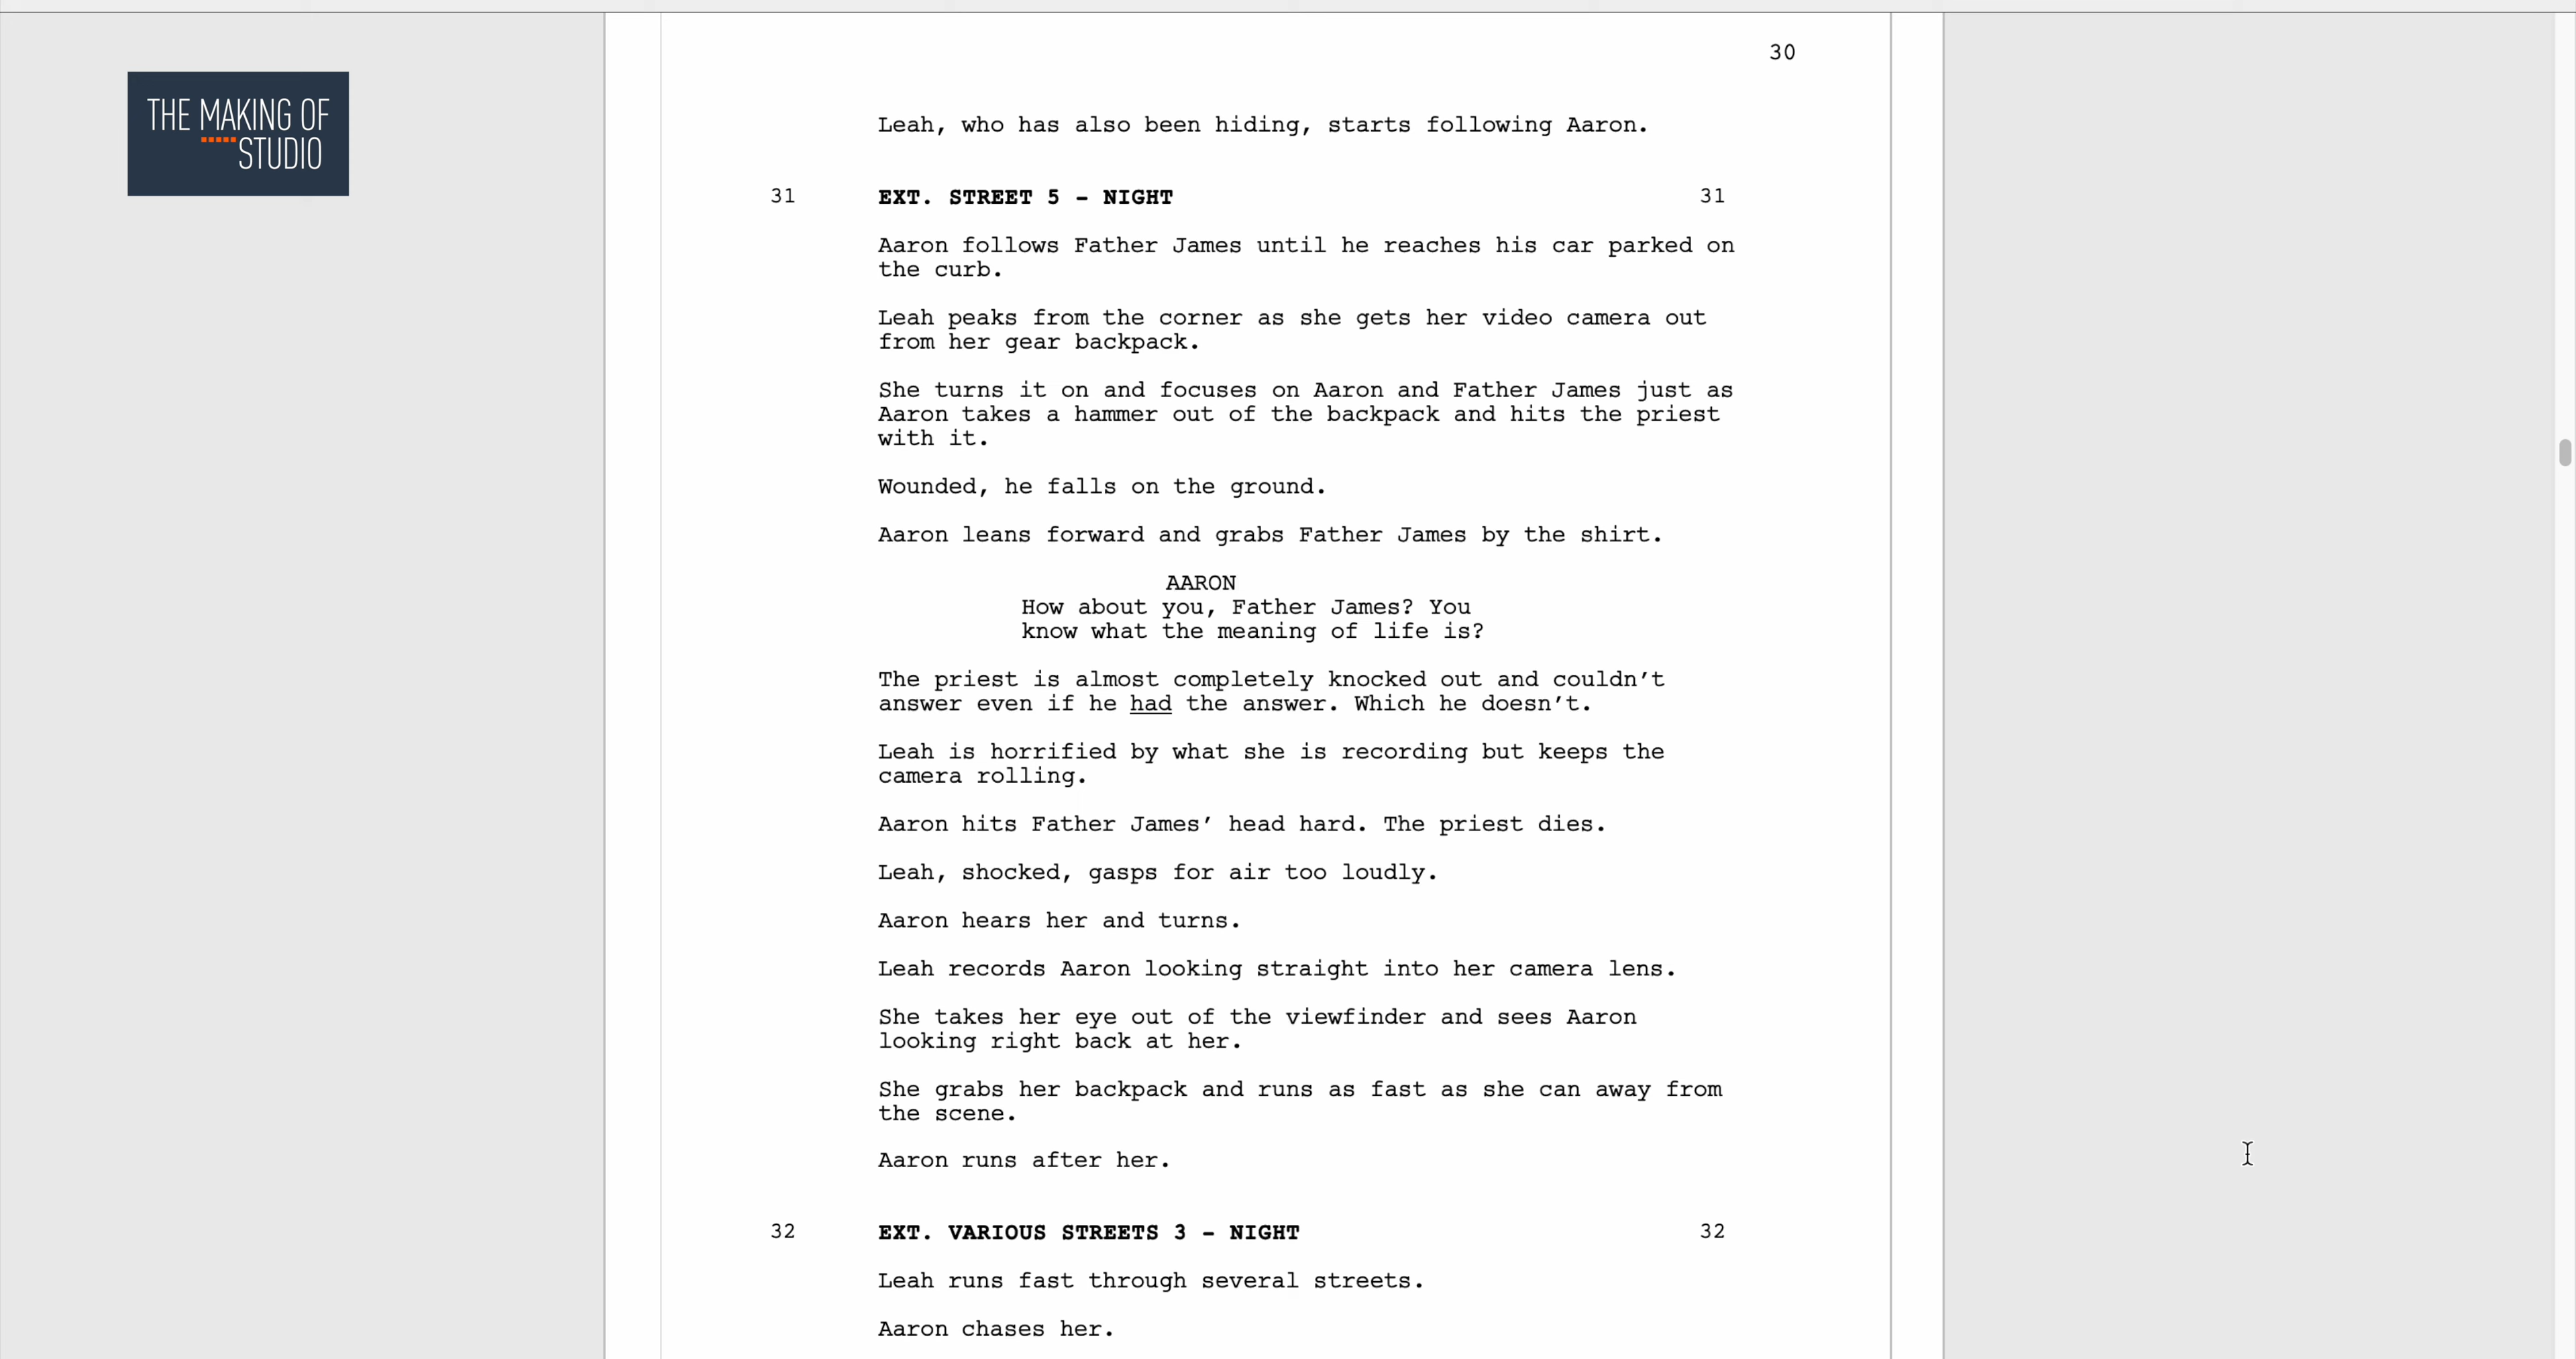 THE MAKING OF
STUDIO
30
Leah, who has also been hiding, starts following Aaron.
31 EXT. STREET 5 - NIGHT 31
Aaron follows Father James until he reaches his car parked on
the curb.
Leah peaks from the corner as she gets her video camera out
from her gear backpack.
She turns it on and focuses on Aaron and Father James just as
Aaron takes a hammer out of the backpack and hits the priest
with it.
Wounded, he falls on the ground.
Aaron leans forward and grabs Father James by the shirt.
AARON
How about you, Father James? You
know what the meaning of life is?
The priest is almost completely knocked out and couldn’t
answer even if he had the answer. Which he doesn’t.
Leah is horrified by what she is recording but keeps the
camera rolling.
Aaron hits Father James’ head hard. The priest dies.
Leah, shocked, gasps for air too loudly.
Aaron hears her and turns.
Leah records Aaron looking straight into her camera lens.
She takes her eye out of the viewfinder and sees Aaron
looking right back at her.
She grabs her backpack and runs as fast as she can away from
the scene.
Aaron runs after her.
32 EXT. VARIOUS STREETS 3 - NIGHT 32
Leah runs fast through several streets.
Aaron chases her.